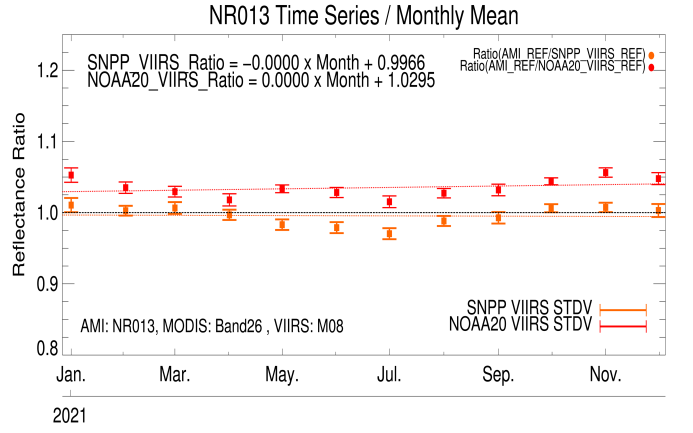 NR013 Time Series / Monthly Mean
SNPP_VIIRS_Ratio = −0.0000 x Month + 0.9966
NOAA20_VIIRS_Ratio = 0.0000 x Month + 1.0295
Ratio(AMI_REF/SNPP_VIIRS_REF)
Ratio(AMI_REF/NOAA20_VIIRS_REF)
Reflectance Ratio
1.2
1.1
1.0
0.9
0.8
SNPP VIIRS STDV
NOAA20 VIIRS STDV
AMI: NR013, MODIS: Band26 , VIIRS: M08
Jan. Mar. May. Jul. Sep. Nov.
2021